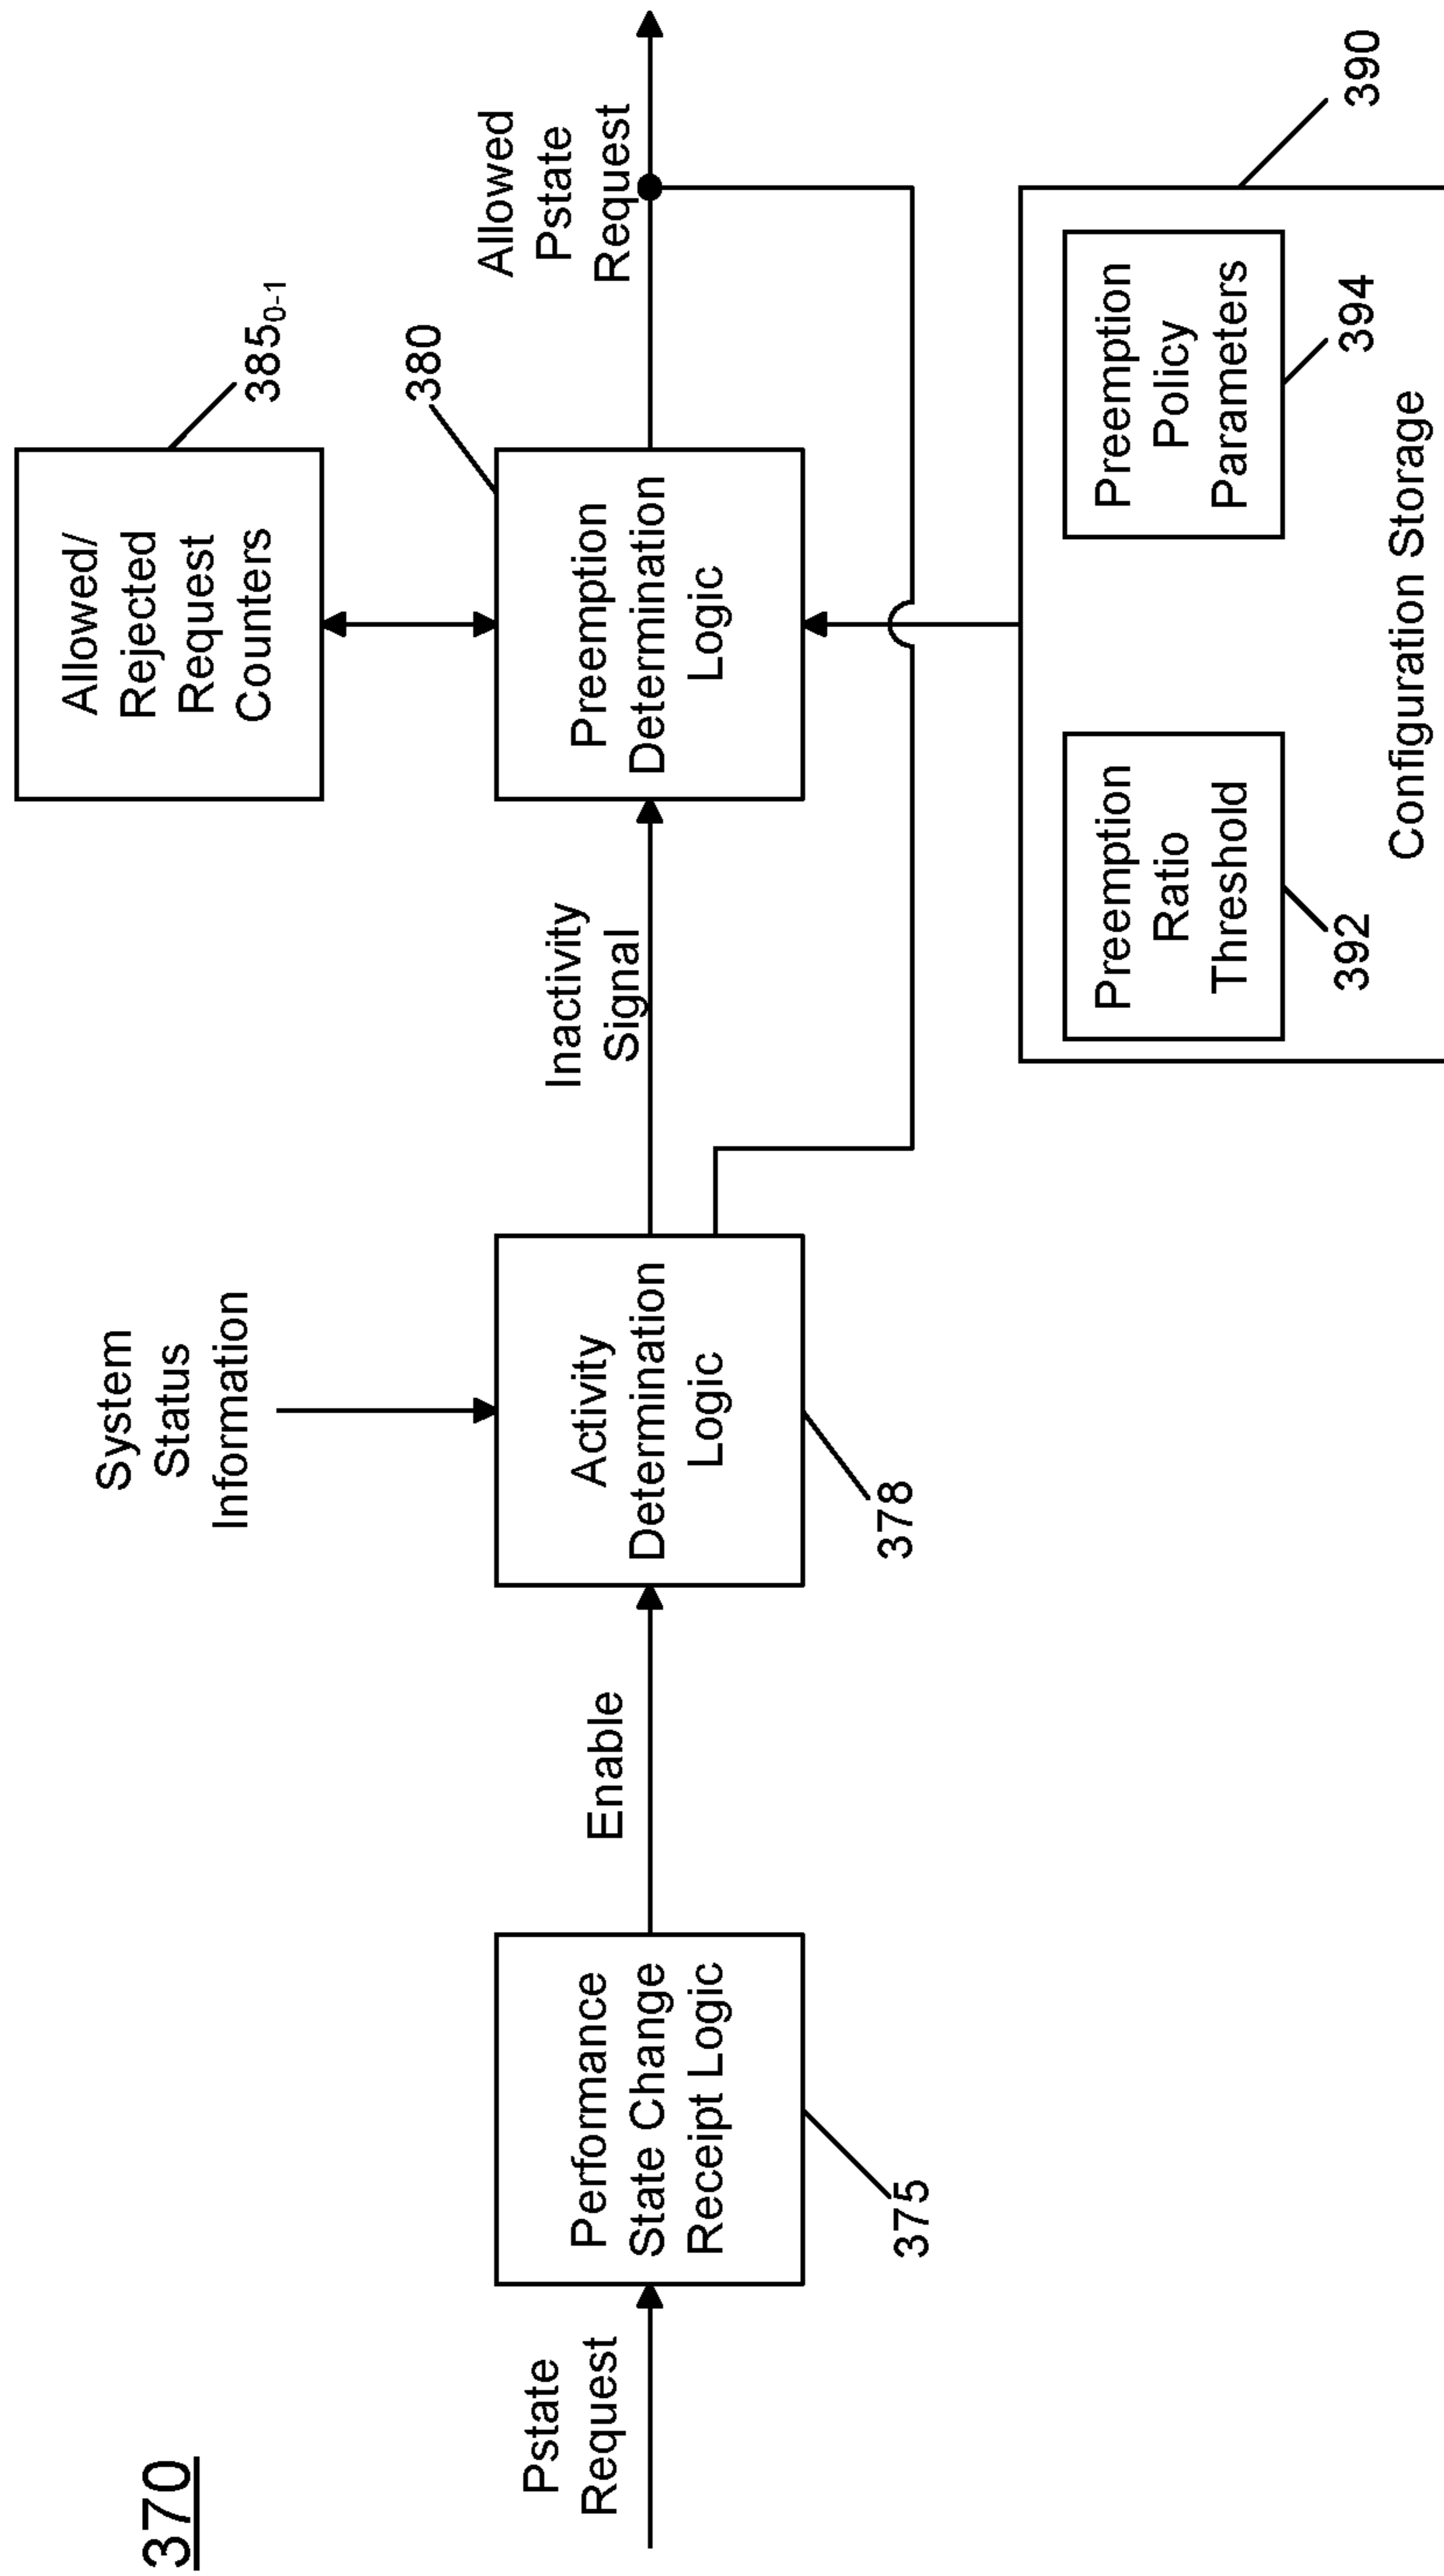 370
Pstate
Request
Performance
State Change
Receipt Logic
375
Enable
System
Status
Information
Activity
Determination
Logic
378
Inactivity
Signal
Allowed/
Rejected
Request
Counters
385₀₋₁
Preemption
Determination
Logic
380
Allowed
Pstate
Request
Preemption
Ratio
Threshold
392
Preemption
Policy
Parameters
394
Configuration Storage
390